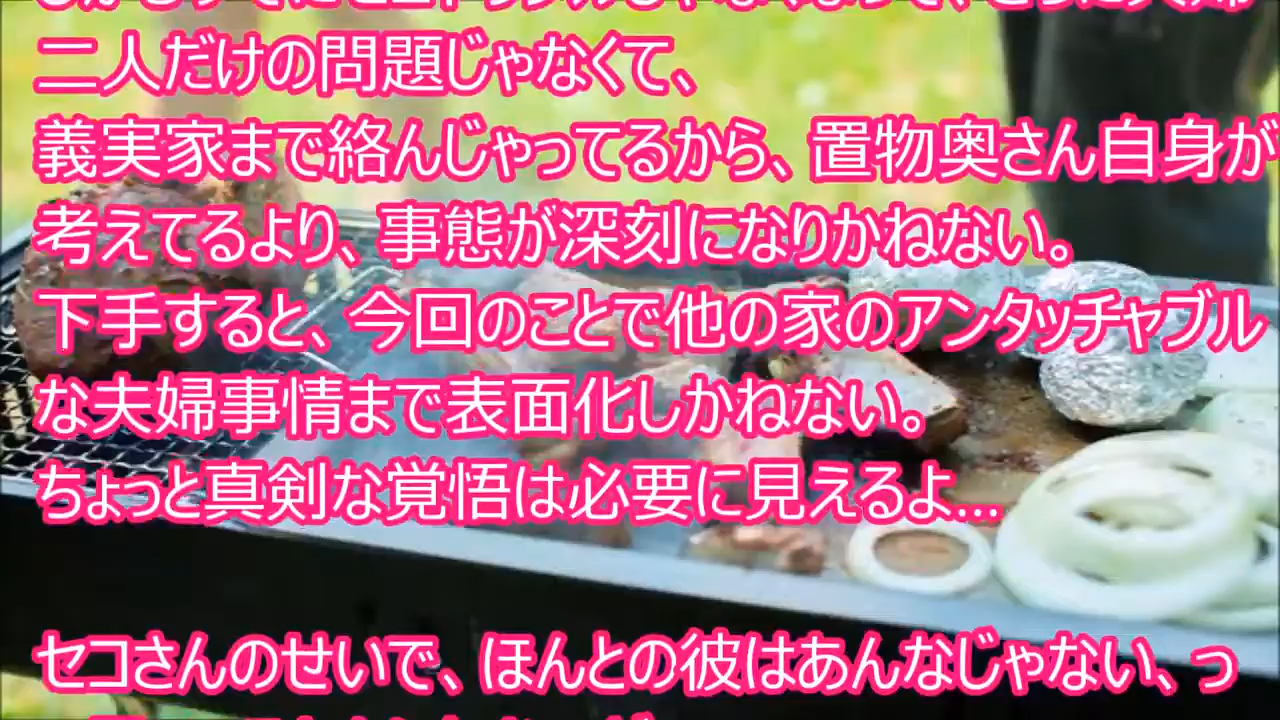 二人だけの問題じゃなくて、
義実家まで絡んじゃってるから、置物奥さん自身が
考えてるより、事態が深刻になりかねない。
下手すると、今回のことで他の家のアンタッチャブル
な夫婦事情まで表面化しかねない。
ちょっと真剣な覚悟は必要に見えるよ…
セコさんのせいで、ほんとの彼はあんなじゃない、っ